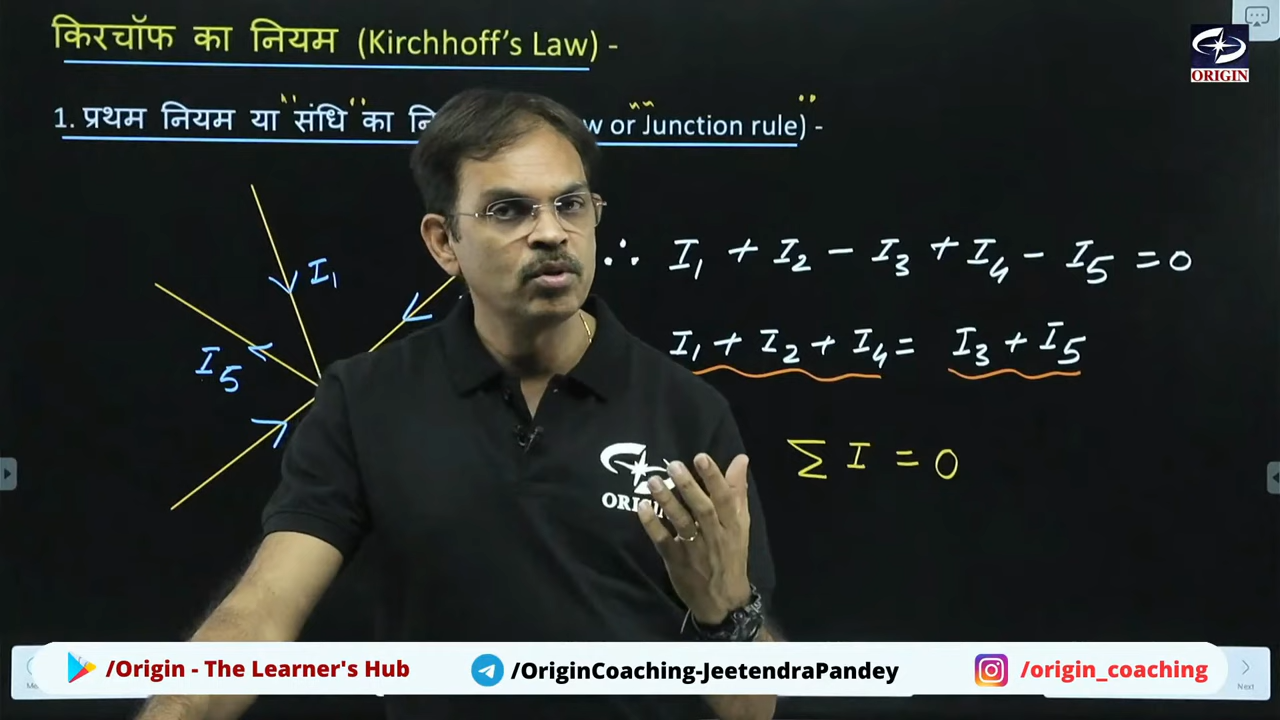 किरचॉफ का नियम (Kirchhoff's Law) -
ORIGIN
1. प्रथम नियम या "संधि" का w or "Junction rule)" -
I₁
∴ I₁ + I₂ - I₃ + I₄ - I₅ = 0
I₁ + I₂ + I₄ = I₃ + I₅
I₅
Σ I = 0
ORIGIN
/Origin - The Learner's Hub
/OriginCoaching-JeetendraPandey
/origin_coaching
Next